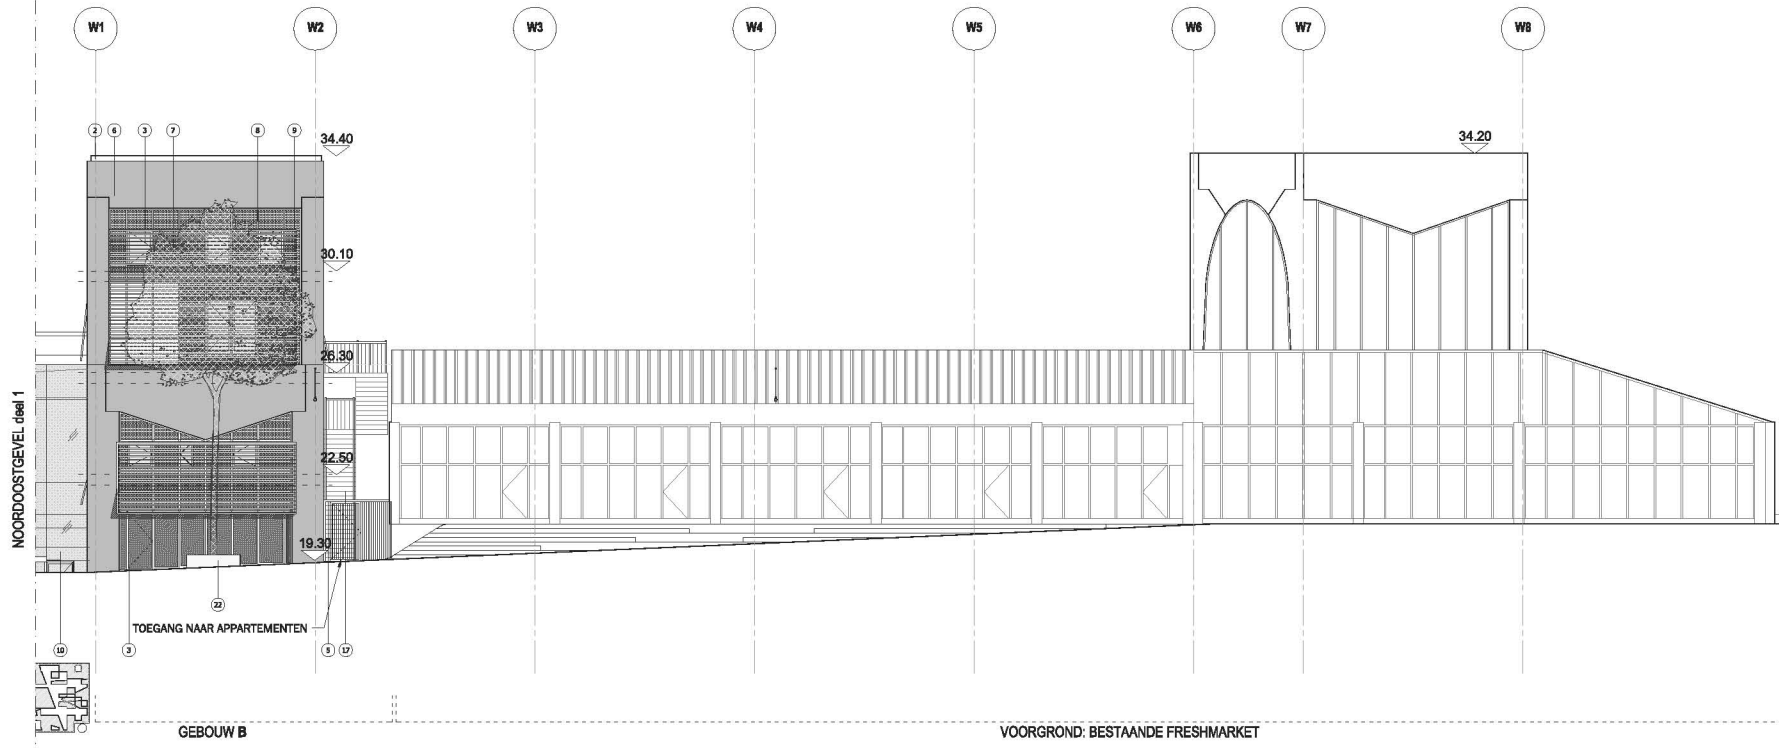 W1 W2 W3 W4 W5 W6 W7 W8
2 6 3 7 8 9
34.40
34.20
30.10
26.30
22.50
19.30
NOORDOOSTGEVEL deel 1
22
TOEGANG NAAR APPARTEMENTEN
10 3 5 17
GEBOUW B
VOORGROND: BESTAANDE FRESHMARKET